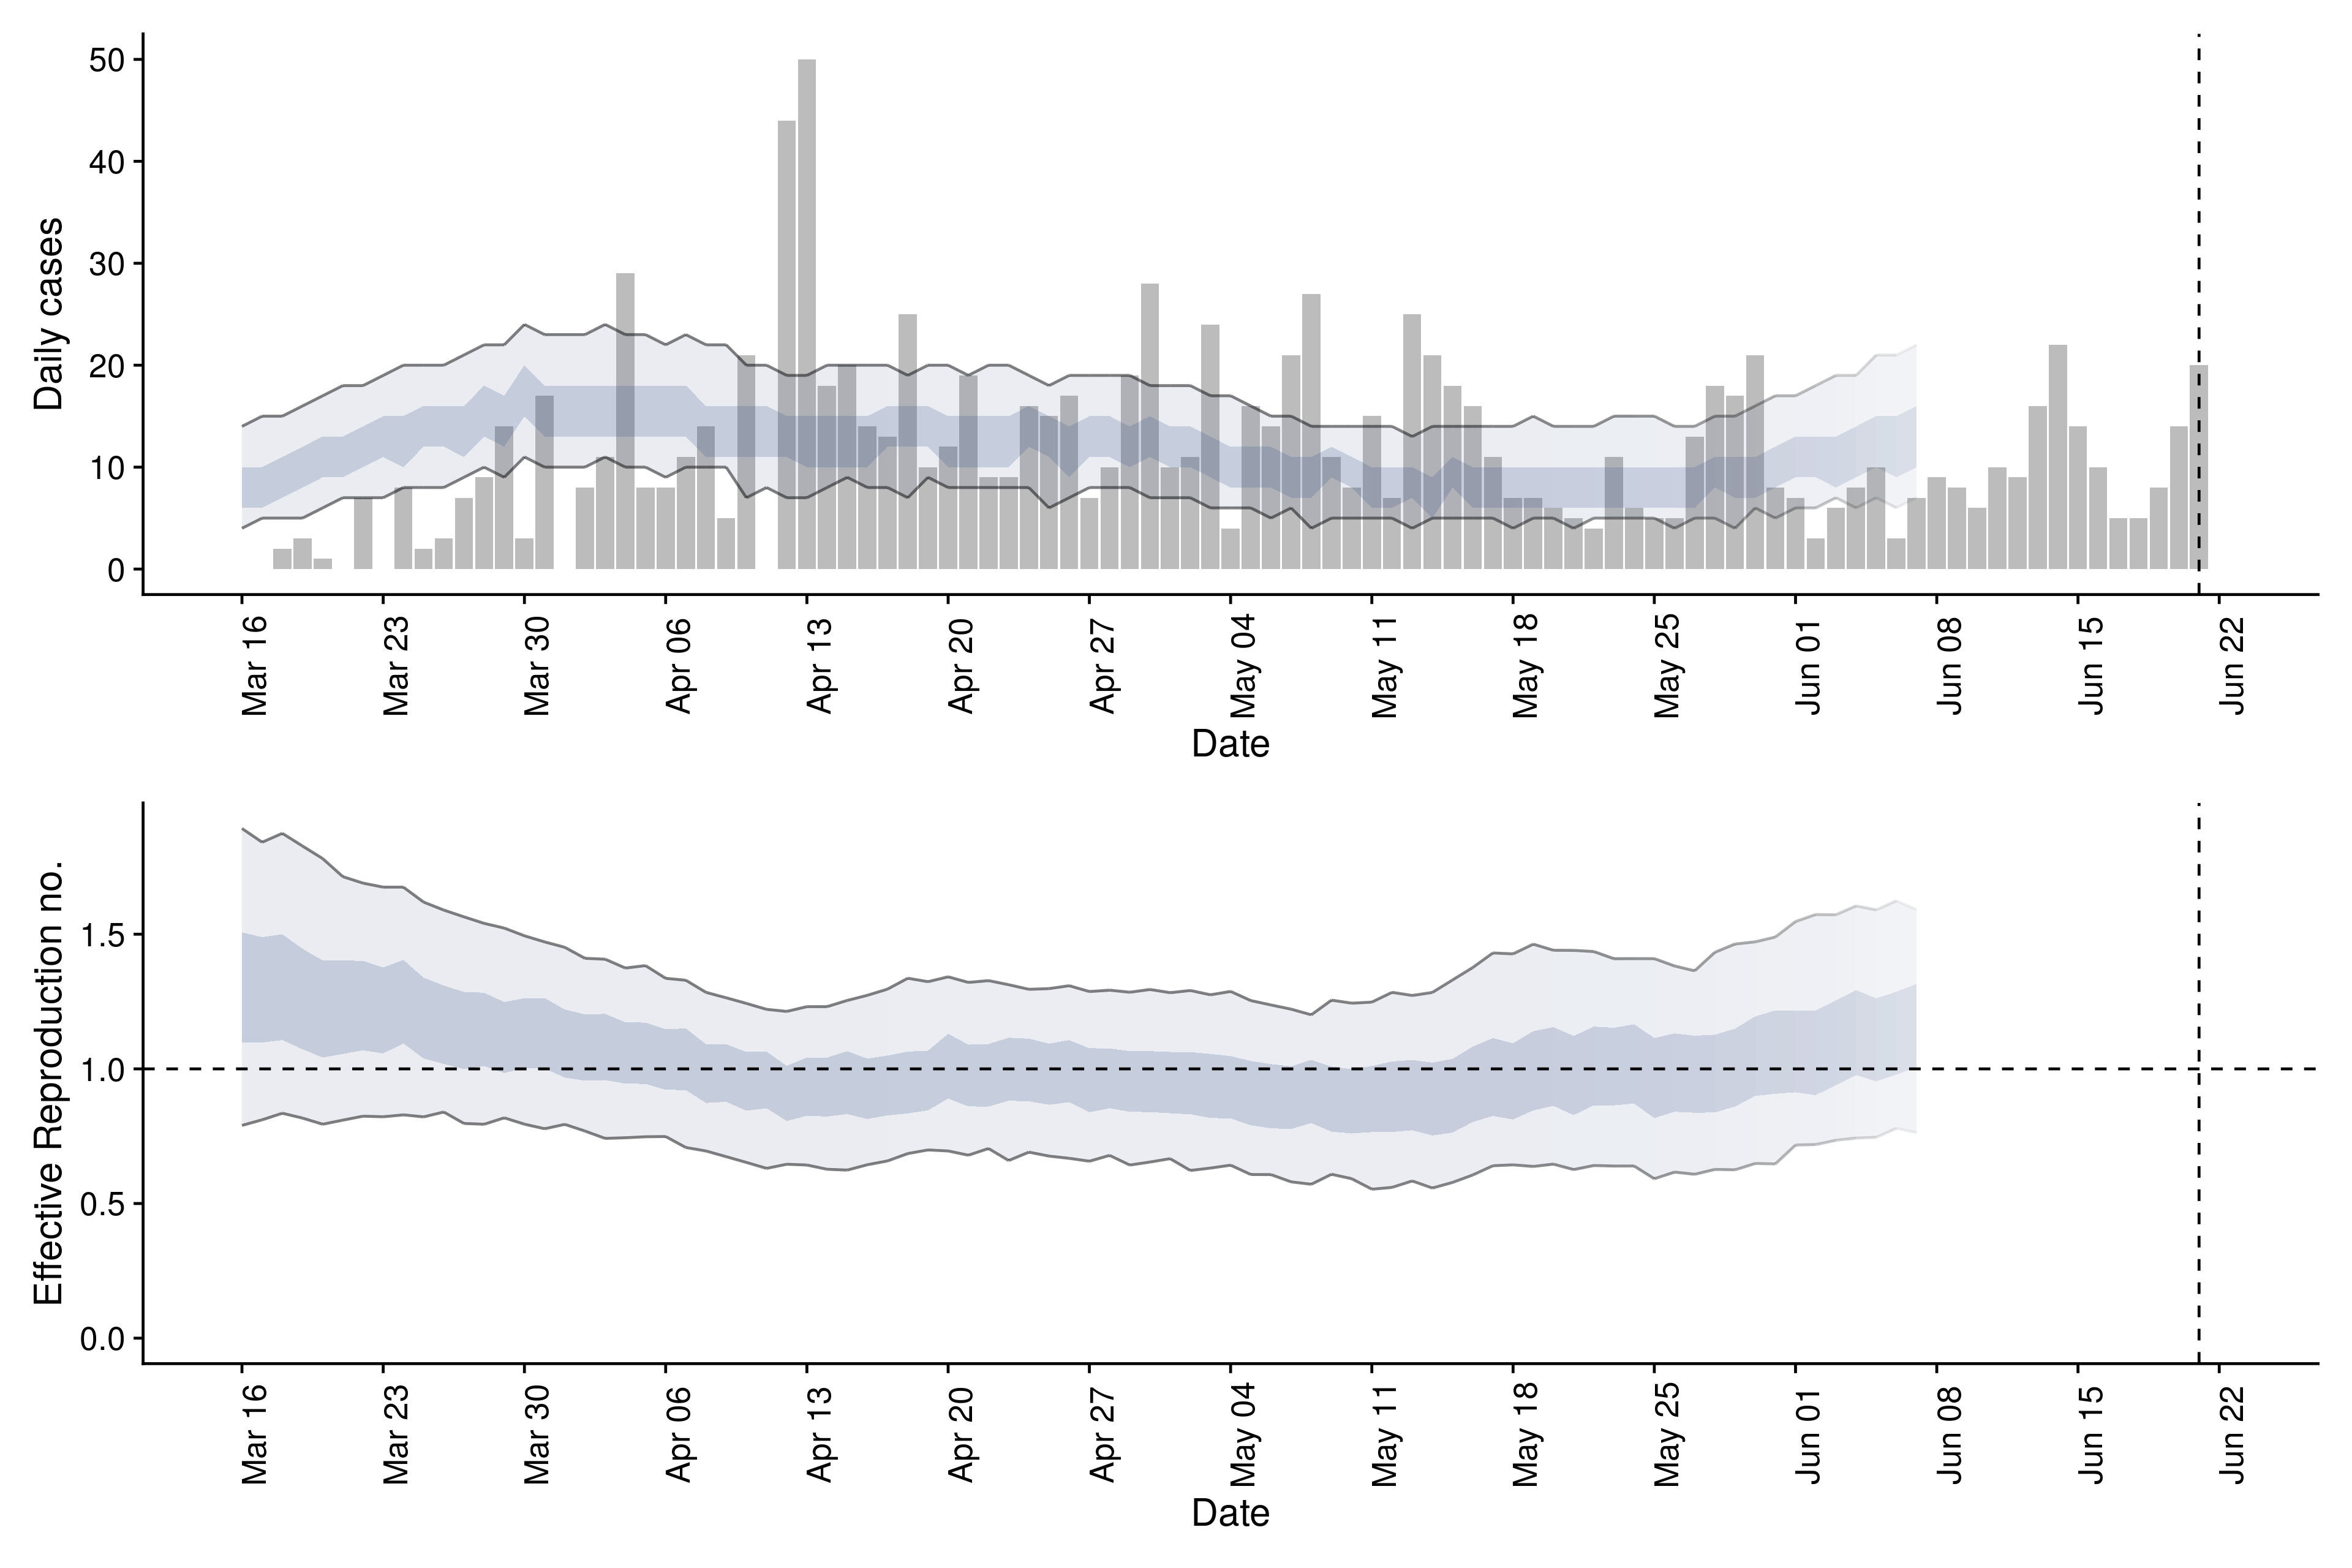 Daily cases
50
40
30
20
10
0
Mar 16
Mar 23
Mar 30
Apr 06
Apr 13
Apr 20
Apr 27
May 04
May 11
May 18
May 25
Jun 01
Jun 08
Jun 15
Jun 22
Date
Effective Reproduction no.
1.5
1.0
0.5
0.0
Mar 16
Mar 23
Mar 30
Apr 06
Apr 13
Apr 20
Apr 27
May 04
May 11
May 18
May 25
Jun 01
Jun 08
Jun 15
Jun 22
Date